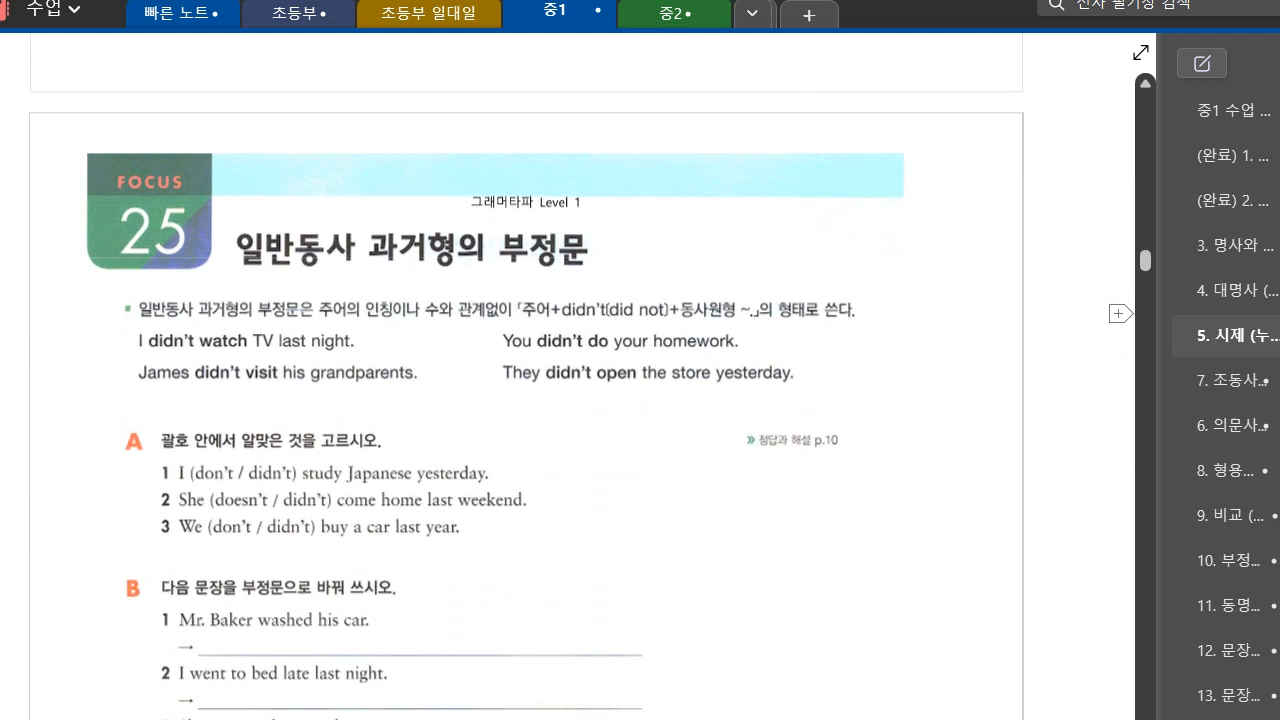 수업
빠른 노트
초등부
초등부 일대일
중1
중2
전자 필기장 검색
FOCUS
25
그래머타파 Level 1
일반동사 과거형의 부정문
일반동사 과거형의 부정문은 주어의 인칭이나 수와 관계없이 「주어+didn't(did not)+동사원형 ~.」의 형태로 쓴다.
I didn't watch TV last night.
You didn't do your homework.
James didn't visit his grandparents.
They didn't open the store yesterday.
A 괄호 안에서 알맞은 것을 고르시오.
» 정답과 해설 p.10
1 I (don't / didn't) study Japanese yesterday.
2 She (doesn't / didn't) come home last weekend.
3 We (don't / didn't) buy a car last year.
B 다음 문장을 부정문으로 바꿔 쓰시오.
1 Mr. Baker washed his car.
→
2 I went to bed late last night.
→
중1 수업 ...
(완료) 1. ...
(완료) 2. ...
3. 명사와 ...
4. 대명사 (...
5. 시제 (누...
7. 조동사...
6. 의문사...
8. 형용...
9. 비교 (...
10. 부정...
11. 동명...
12. 문장...
13. 문장...